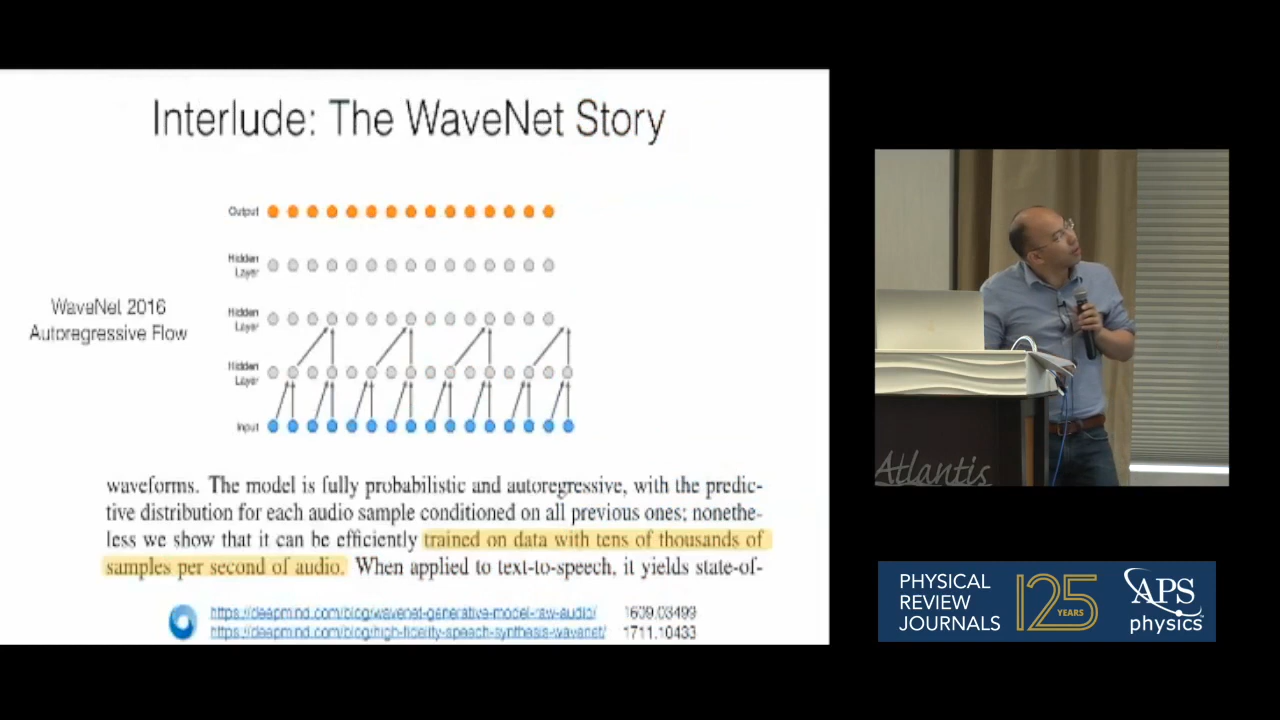 Interlude: The WaveNet Story
Output
Hidden
Layer
Hidden
Layer
WaveNet 2016
Autoregressive Flow
Hidden
Layer
Input
waveforms. The model is fully probabilistic and autoregressive, with the predic-
tive distribution for each audio sample conditioned on all previous ones; nonethe-
less we show that it can be efficiently trained on data with tens of thousands of
samples per second of audio. When applied to text-to-speech, it yields state-of-
https://deepmind.com/blog/wavenet-generative-model-raw-audio/ 1609.03499
https://deepmind.com/blog/high-fidelity-speech-synthesis-wavenet/ 1711.10433
Atlantis
PHYSICAL
REVIEW
JOURNALS
125
YEARS
APS
physics